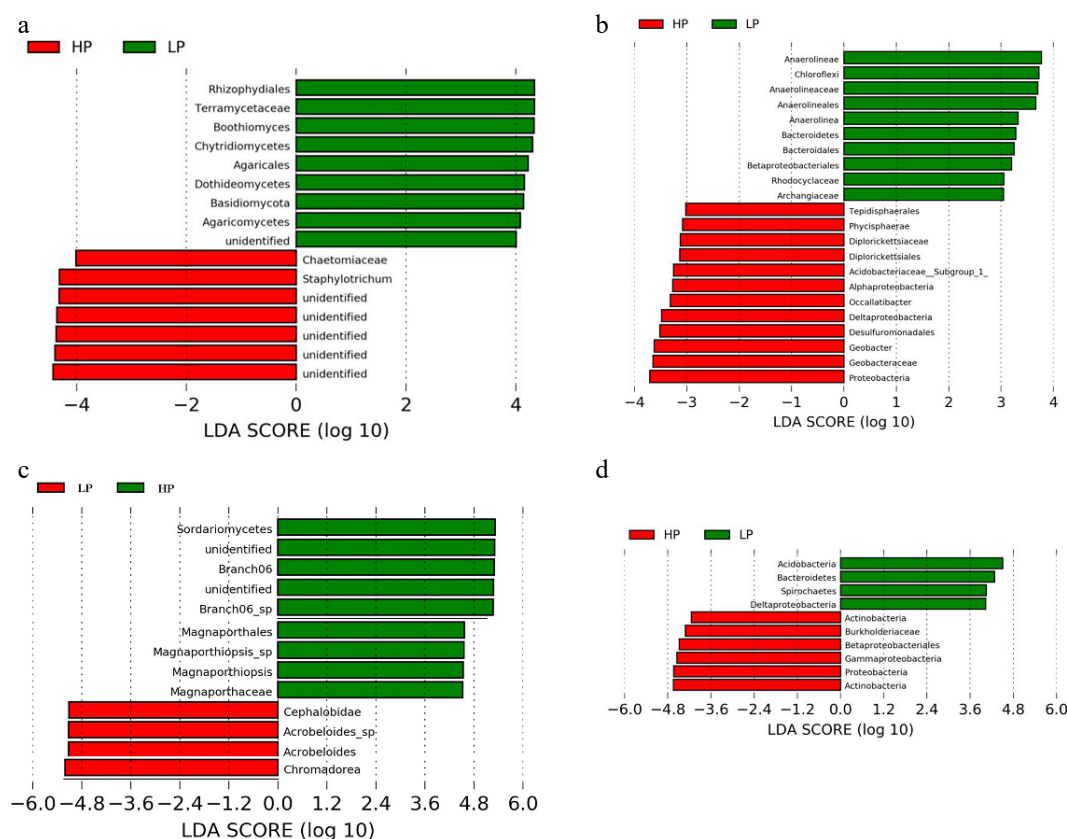 a
HP LP
Rhizophydiales
Terramycetaceae
Boothiomyces
Chytridiomycetes
Agaricales
Dothideomycetes
Basidiomycota
Agaricomycetes
unidentified
Chaetomiaceae
Staphylotrichum
unidentified
unidentified
unidentified
unidentified
unidentified
−4 −2 0 2 4
LDA SCORE (log 10)
b
HP LP
Anaerolineae
Chloroflexi
Anaerolineaceae
Anaerolineales
Anaerolinea
Bacteroidetes
Bacteroidales
Betaproteobacteriales
Rhodocyclaceae
Archangiaceae
Tepidisphaerales
Phycisphaerae
Diplorickettsiaceae
Diplorickettsiales
Acidobacteriaceae__Subgroup_1_
Alphaproteobacteria
Occallatibacter
Deltaproteobacteria
Desulfuromonadales
Geobacter
Geobacteraceae
Proteobacteria
−4 −3 −2 −1 0 1 2 3 4
LDA SCORE (log 10)
c
LP HP
Sordariomycetes
unidentified
Branch06
unidentified
Branch06_sp
Magnaporthales
Magnaporthiopsis_sp
Magnaporthiopsis
Magnaporthaceae
Cephalobidae
Acrobeloides_sp
Acrobeloides
Chromadorea
−6.0 −4.8 −3.6 −2.4 −1.2 0.0 1.2 2.4 3.6 4.8 6.0
LDA SCORE (log 10)
d
HP LP
Acidobacteria
Bacteroidetes
Spirochaetes
Deltaproteobacteria
Actinobacteria
Burkholderiaceae
Betaproteobacteriales
Gammaproteobacteria
Proteobacteria
Actinobacteria
−6.0 −4.8 −3.6 −2.4 −1.2 0.0 1.2 2.4 3.6 4.8 6.0
LDA SCORE (log 10)